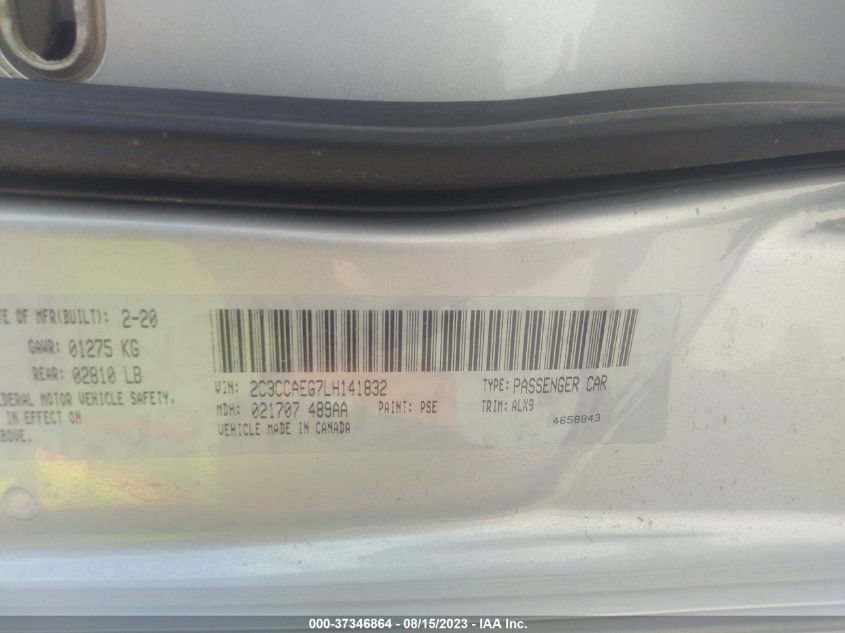 TE OF MFR(BUILT): 2-20
GAWR: 01275 KG
REAR: 02810 LB
EDERAL MOTOR VEHICLE SAFETY,
IN EFFECT ON
ABOVE.
VIN: 2C3CCAEG7LH141832
TYPE: PASSENGER CAR
MDH: 021707 489AA
PAINT: PSE
TRIM: ALX9
VEHICLE MADE IN CANADA
4658843
000-37346864 - 08/15/2023 - IAA Inc.